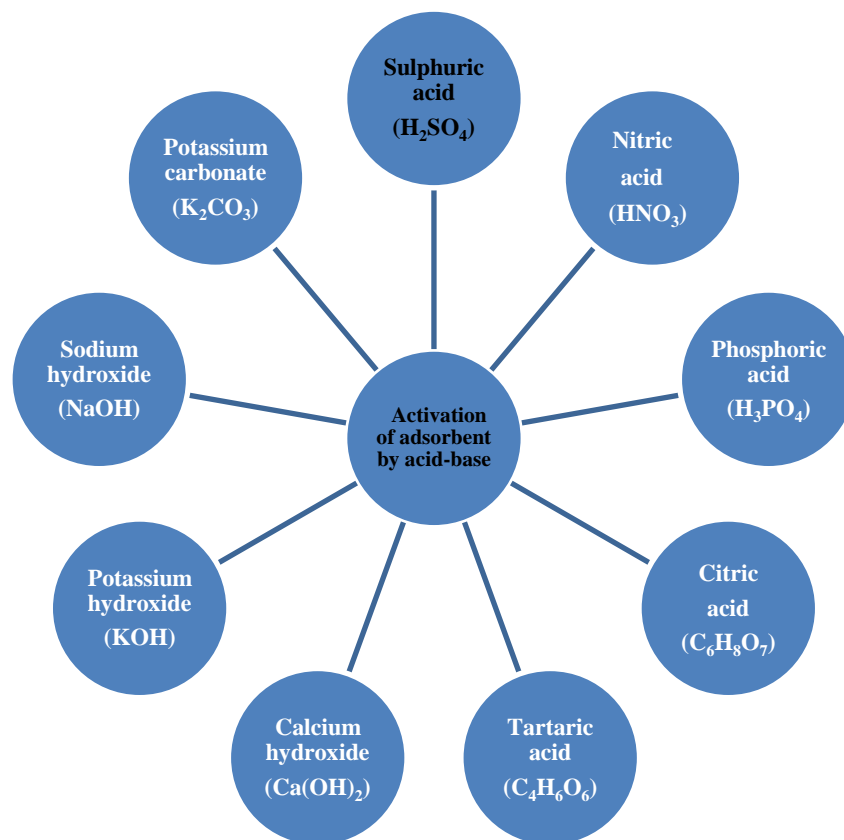 Sulphuric
acid
(H₂SO₄)
Nitric
acid
(HNO₃)
Phosphoric
acid
(H₃PO₄)
Citric
acid
(C₆H₈O₇)
Tartaric
acid
(C₄H₆O₆)
Calcium
hydroxide
(Ca(OH)₂)
Potassium
hydroxide
(KOH)
Sodium
hydroxide
(NaOH)
Potassium
carbonate
(K₂CO₃)
Activation
of adsorbent
by acid-base